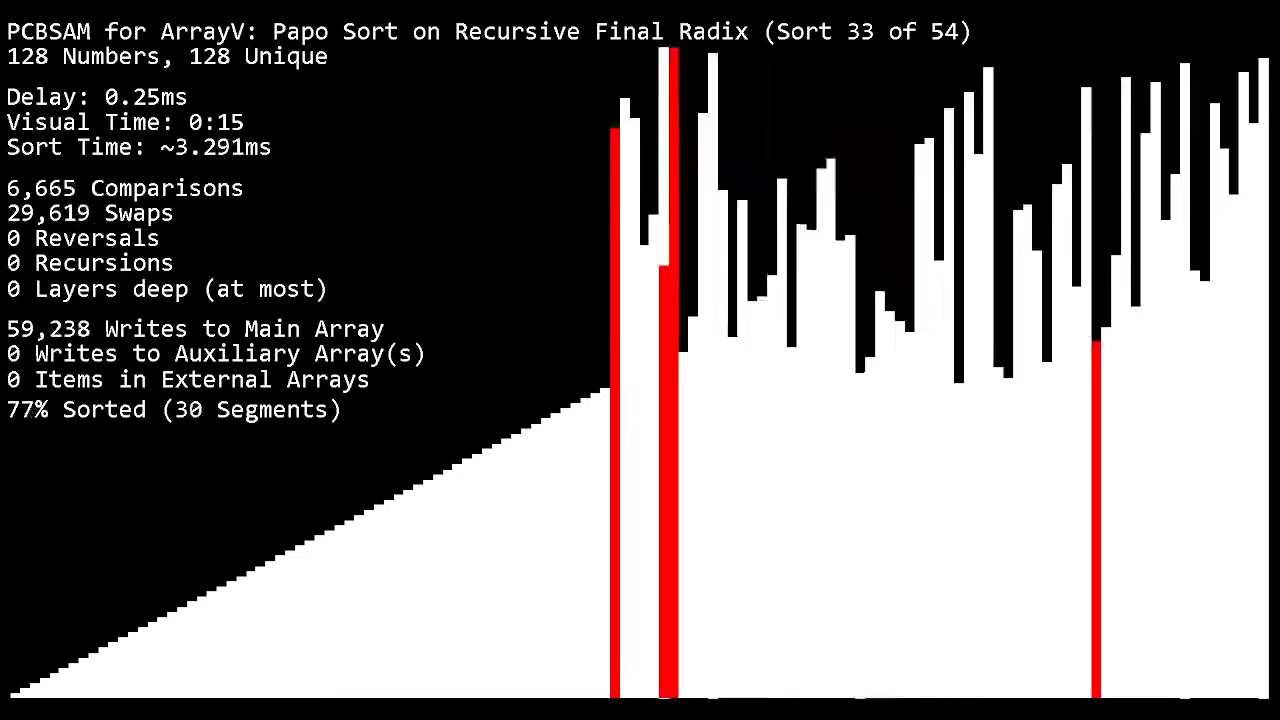 PCBSAM for ArrayV: Papo Sort on Recursive Final Radix (Sort 33 of 54)
128 Numbers, 128 Unique
Delay: 0.25ms
Visual Time: 0:15
Sort Time: ~3.291ms
6,665 Comparisons
29,619 Swaps
0 Reversals
0 Recursions
0 Layers deep (at most)
59,238 Writes to Main Array
0 Writes to Auxiliary Array(s)
0 Items in External Arrays
77% Sorted (30 Segments)